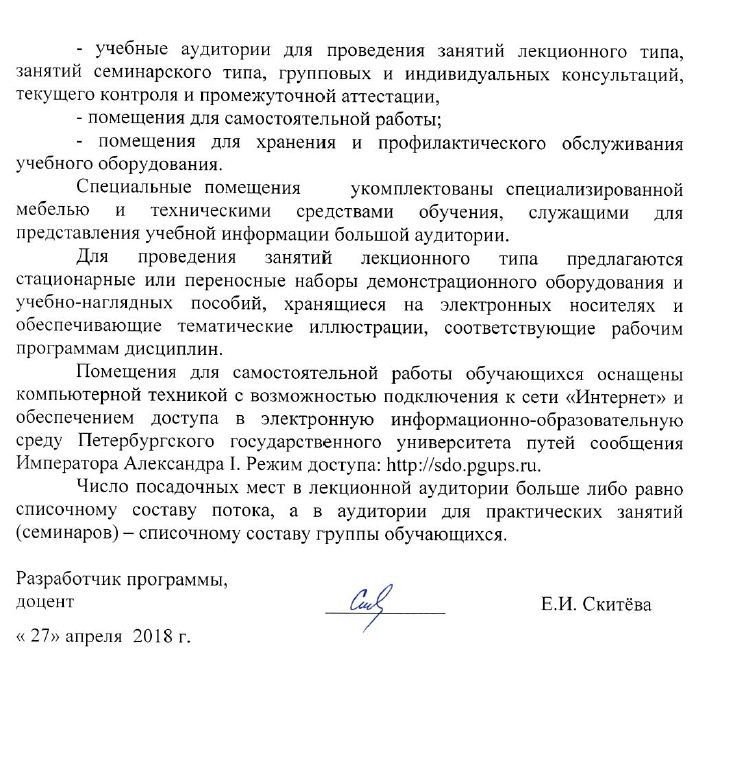 - учебные аудитории для проведения занятий лекционного типа,
занятий семинарского типа, групповых и индивидуальных консультаций,
текущего контроля и промежуточной аттестации,
- помещения для самостоятельной работы;
- помещения для хранения и профилактического обслуживания
учебного оборудования.
Специальные помещения укомплектованы специализированной
мебелью и техническими средствами обучения, служащими для
представления учебной информации большой аудитории.
Для проведения занятий лекционного типа предлагаются
стационарные или переносные наборы демонстрационного оборудования и
учебно-наглядных пособий, хранящиеся на электронных носителях и
обеспечивающие тематические иллюстрации, соответствующие рабочим
программам дисциплин.
Помещения для самостоятельной работы обучающихся оснащены
компьютерной техникой с возможностью подключения к сети «Интернет» и
обеспечением доступа в электронную информационно-образовательную
среду Петербургского государственного университета путей сообщения
Императора Александра I. Режим доступа: http://sdo.pgups.ru.
Число посадочных мест в лекционной аудитории больше либо равно
списочному составу потока, а в аудитории для практических занятий
(семинаров) – списочному составу группы обучающихся.
Разработчик программы,
доцент Е.И. Скитёва
« 27» апреля 2018 г.